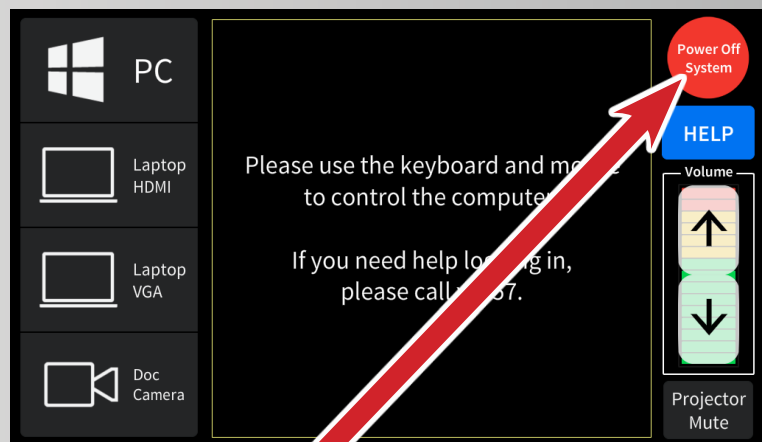 PC
Laptop
HDMI
Laptop
VGA
Doc
Camera
Please use the keyboard and
to control the
If you need help in,
please call
Power Off
System
HELP
Volume
Projector
Mute